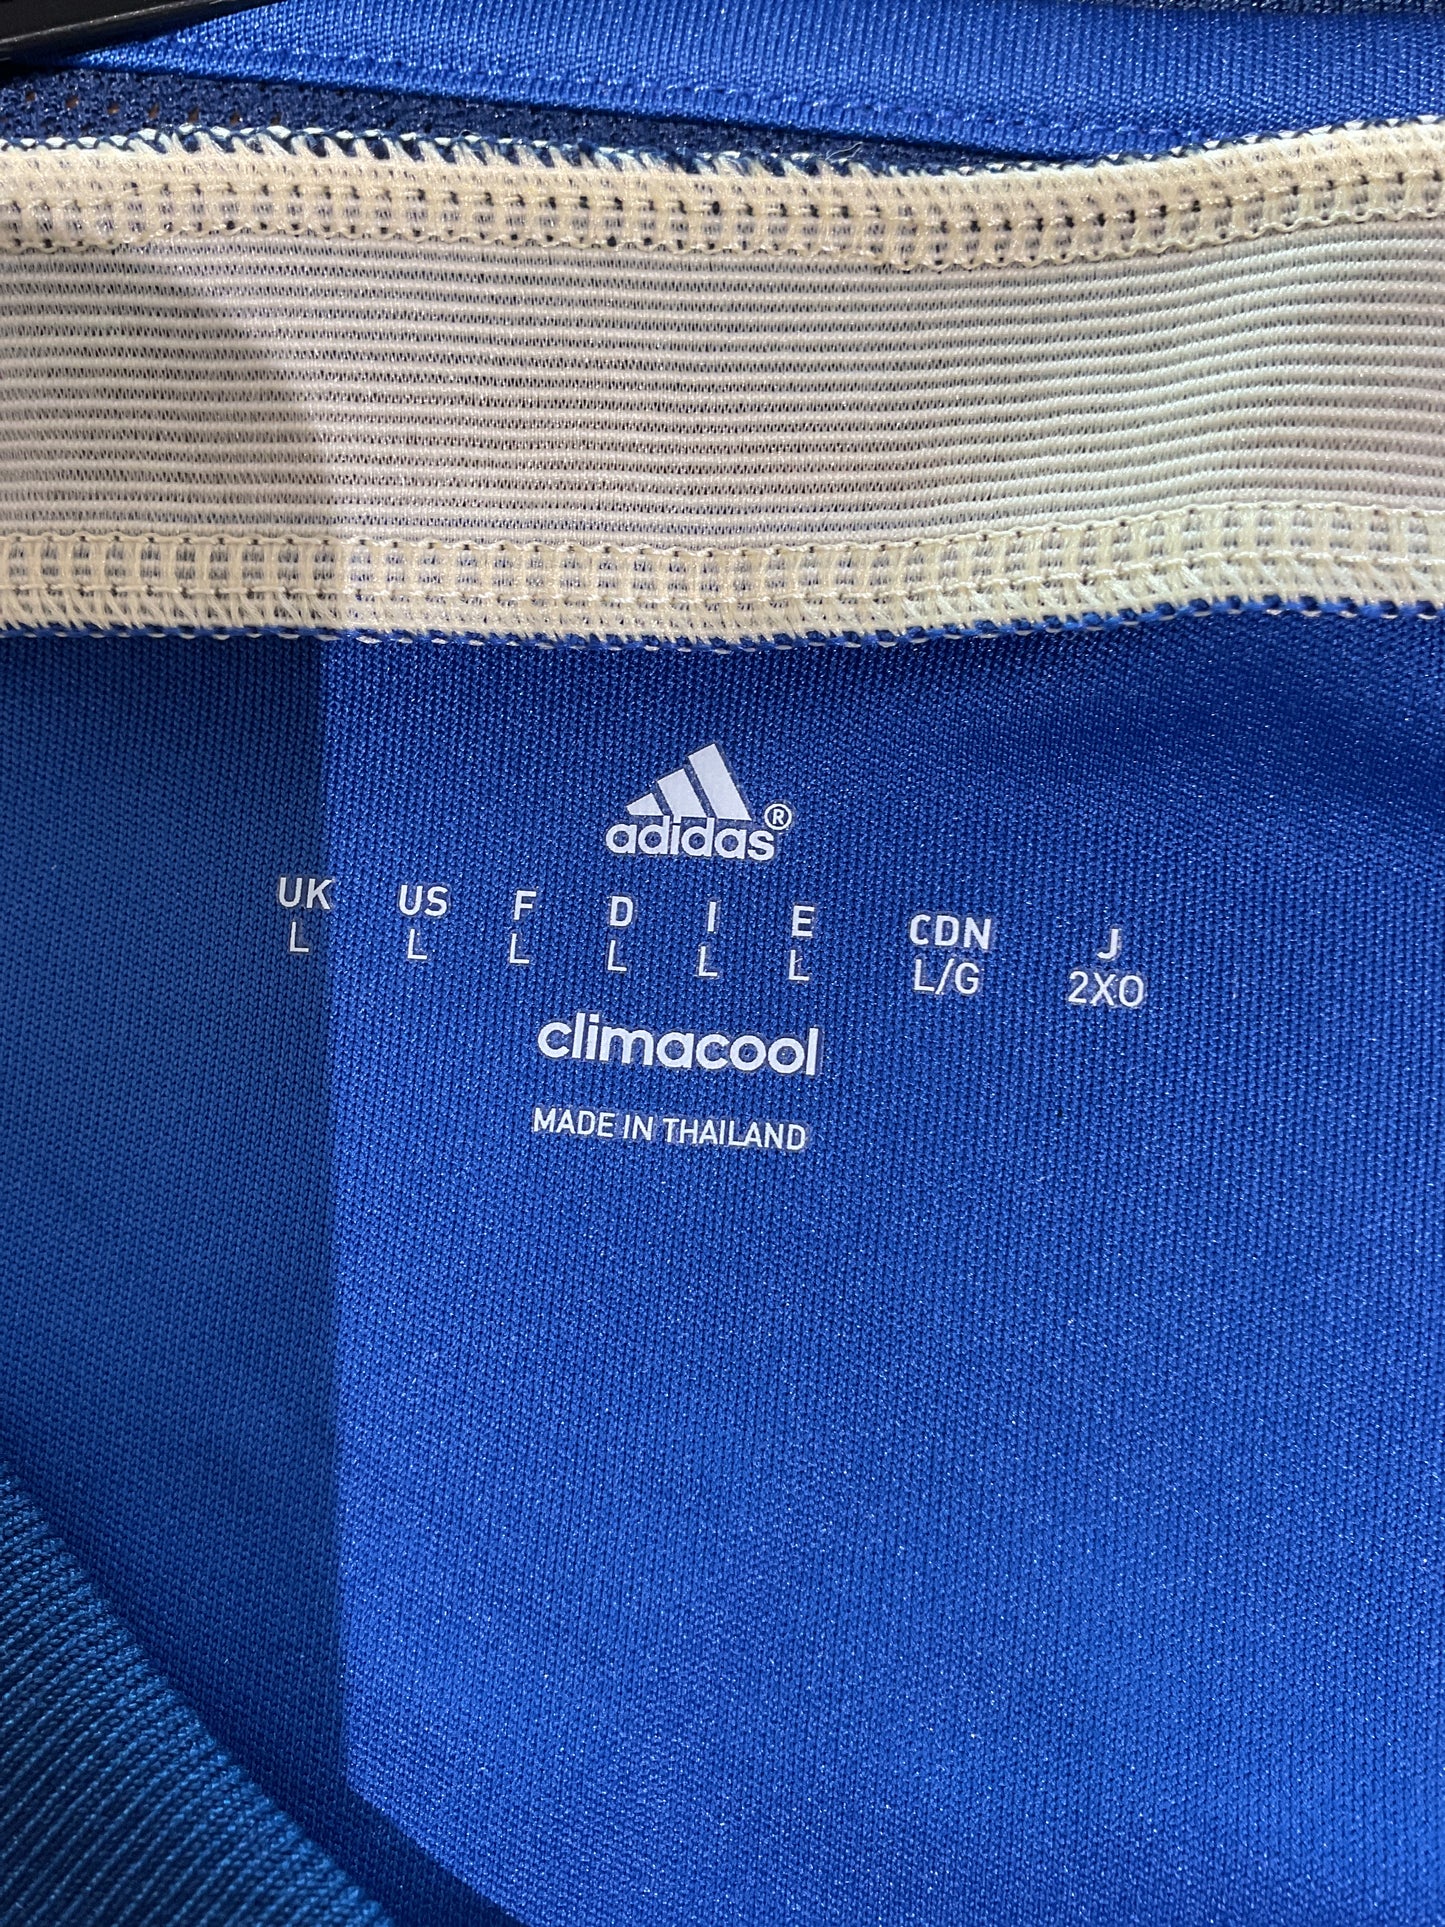 adidas®
UK US F D I E CDN J
L L L L L L L/G 2XO
climacool
MADE IN THAILAND